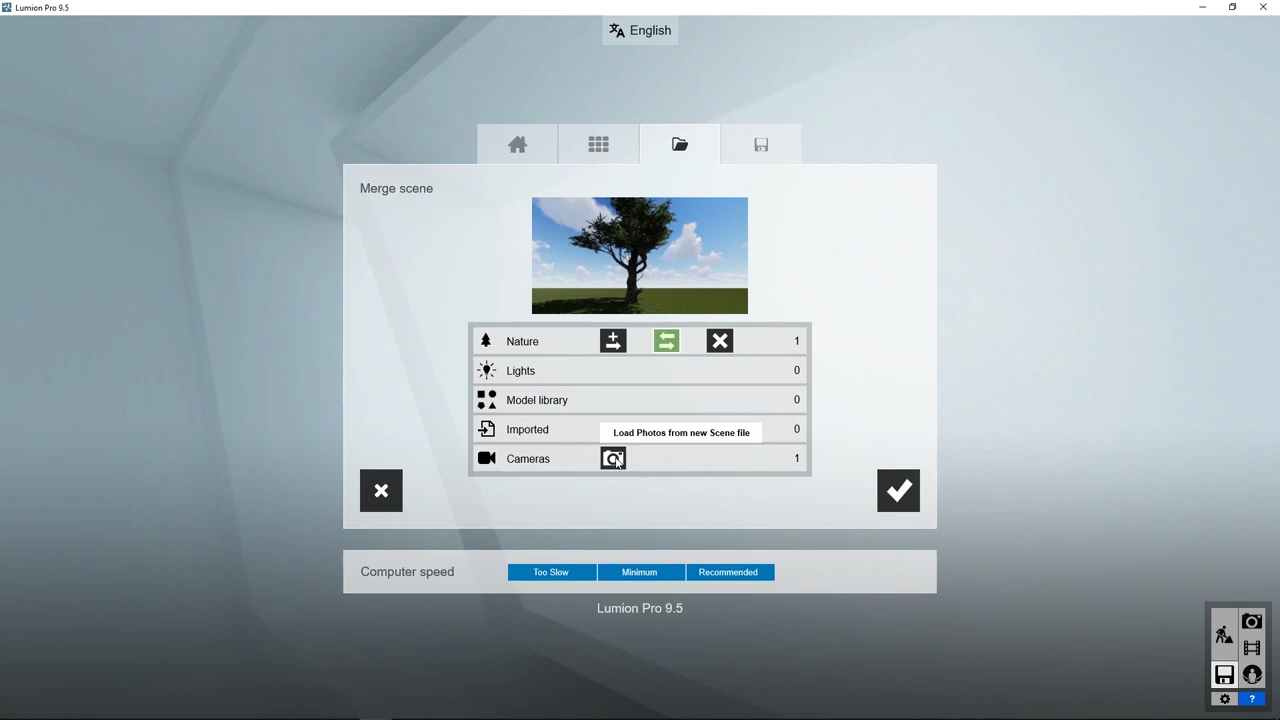 Lumion Pro 9.5
English
Merge scene
Nature 1
Lights 0
Model library 0
Imported 0
Load Photos from new Scene file
Cameras 1
Computer speed Too Slow Minimum Recommended
Lumion Pro 9.5
?